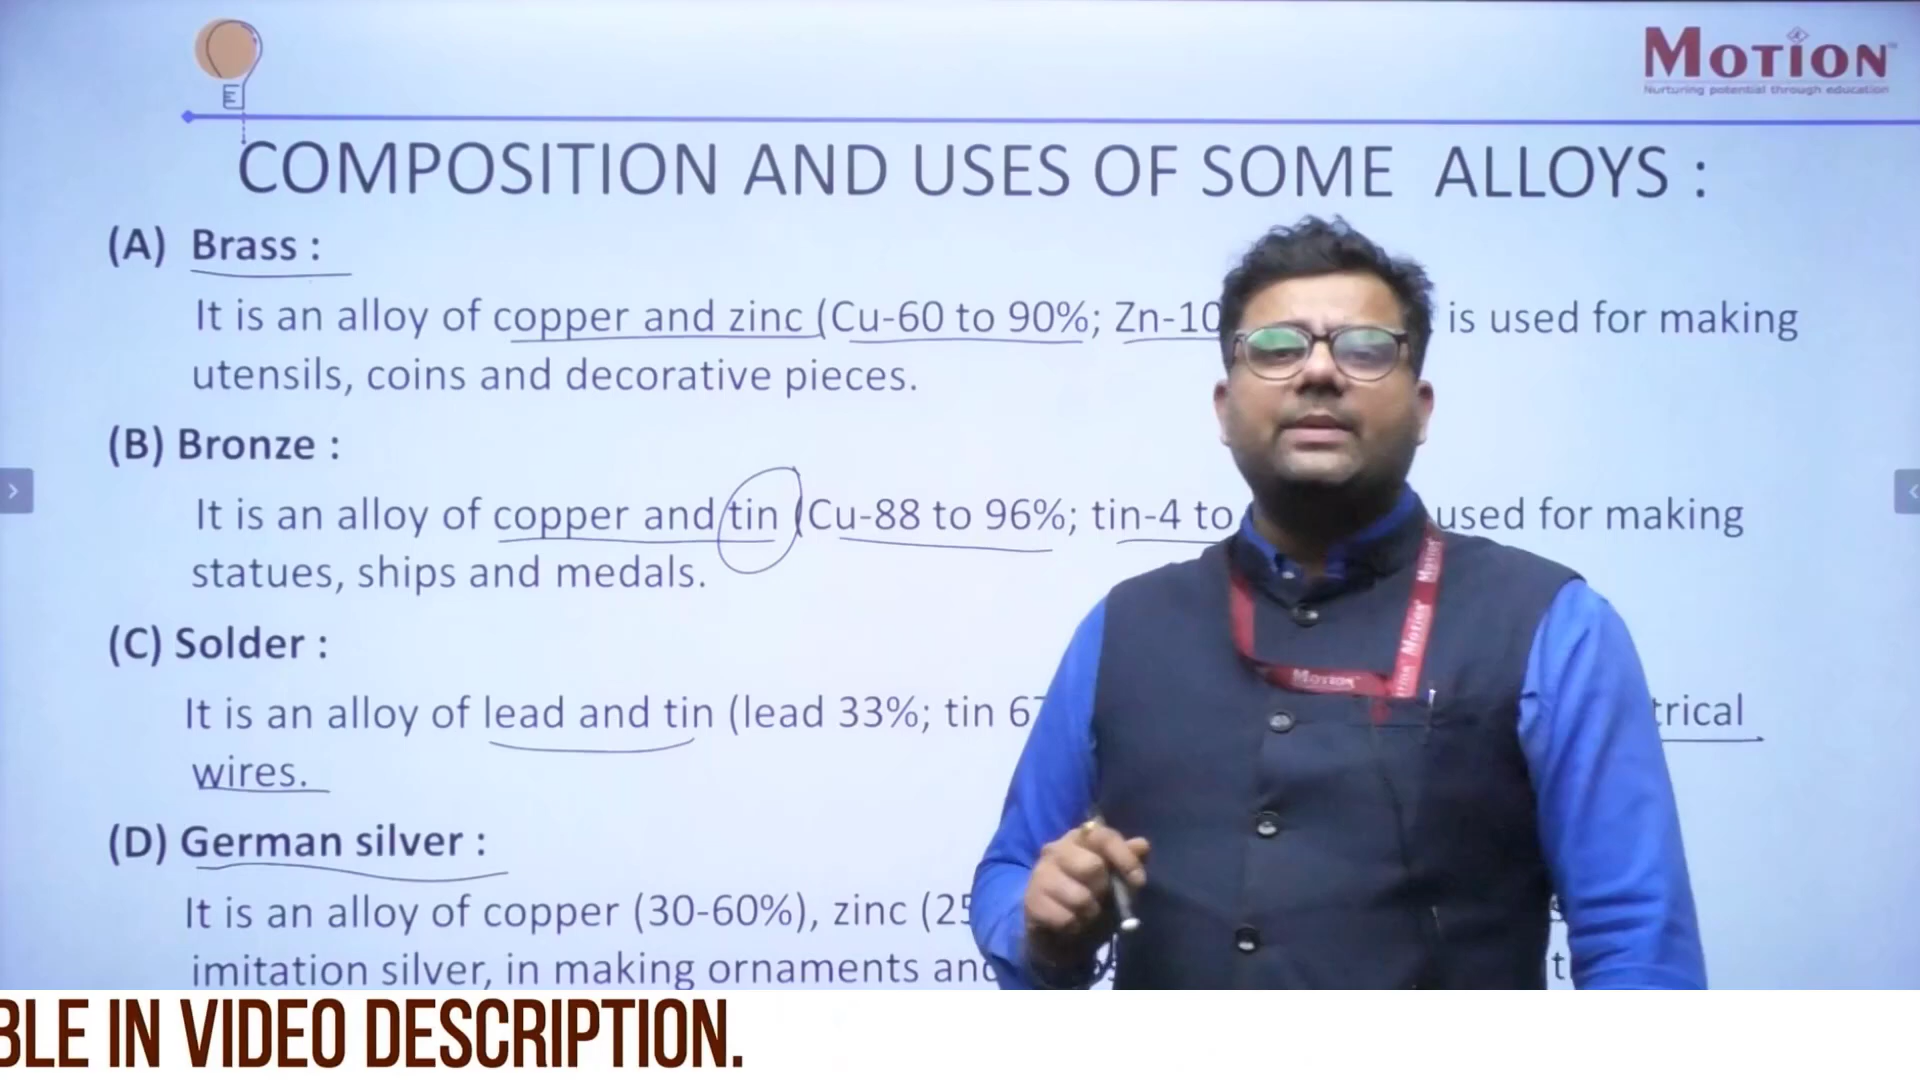 MOTION
Nurturing potential through education
COMPOSITION AND USES OF SOME ALLOYS :
(A) Brass :
It is an alloy of copper and zinc (Cu-60 to 90%; Zn-10 is used for making
utensils, coins and decorative pieces.
(B) Bronze :
It is an alloy of copper and tin (Cu-88 to 96%; tin-4 to used for making
statues, ships and medals.
(C) Solder :
It is an alloy of lead and tin (lead 33%; tin 6
wires.
(D) German silver :
It is an alloy of copper (30-60%), zinc (25
imitation silver, in making ornaments and
MOTION
MOTION
MOTION
IN VIDEO DESCRIPTION.